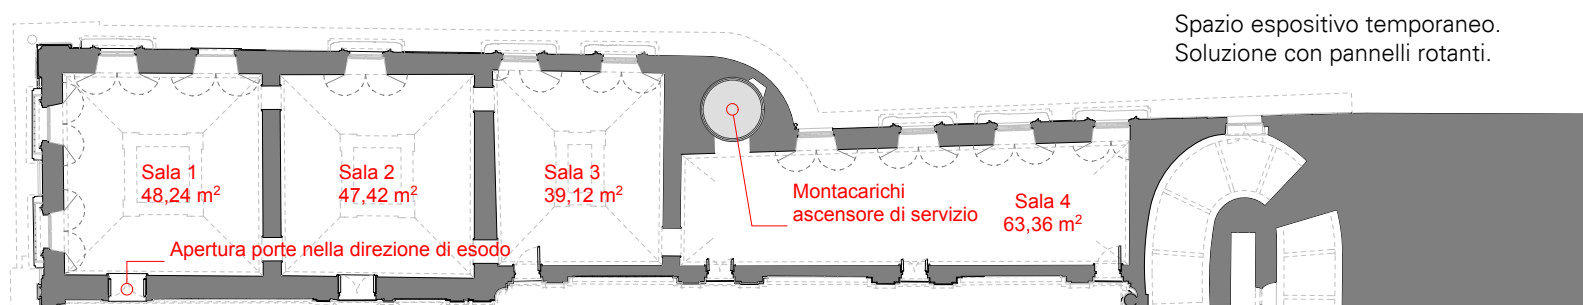 Spazio espositivo temporaneo.
Soluzione con pannelli rotanti.
Sala 1
48,24 m²
Sala 2
47,42 m²
Sala 3
39,12 m²
Montacarichi
ascensore di servizio
Sala 4
63,36 m²
Apertura porte nella direzione di esodo